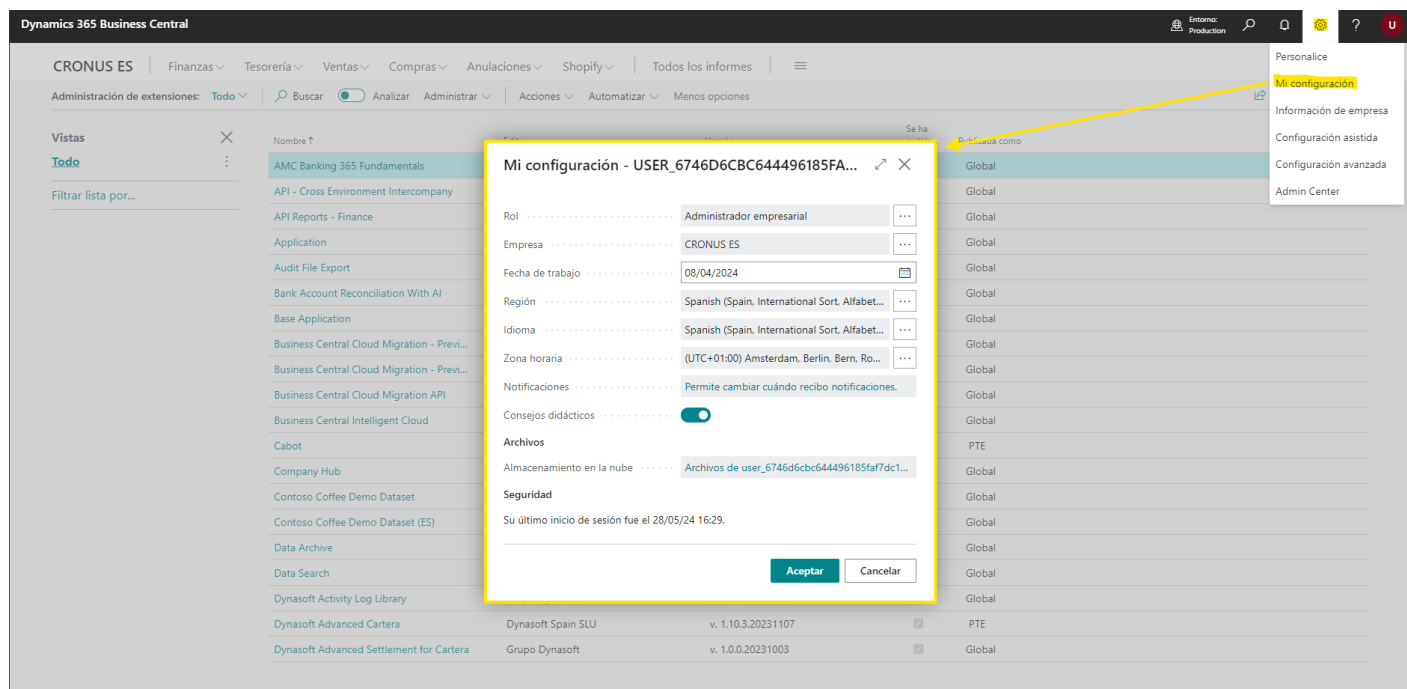 Dynamics 365 Business Central
Entorno:
Production
?
U
CRONUS ES
Finanzas
Tesorería
Ventas
Compras
Anulaciones
Shopify
Todos los informes
Personalice
Mi configuración
Información de empresa
Configuración asistida
Configuración avanzada
Admin Center
Administración de extensiones: Todo
Buscar
Analizar
Administrar
Acciones
Automatizar
Menos opciones
Vistas
Todo
Filtrar lista por...
Nombre ↑
Se ha
Publicada como
AMC Banking 365 Fundamentals
Global
API - Cross Environment Intercompany
Global
API Reports - Finance
Global
Application
Global
Audit File Export
Global
Bank Account Reconciliation With AI
Global
Base Application
Global
Business Central Cloud Migration - Previ...
Global
Business Central Cloud Migration - Previ...
Global
Business Central Cloud Migration API
Global
Business Central Intelligent Cloud
Global
Cabot
PTE
Company Hub
Global
Contoso Coffee Demo Dataset
Global
Contoso Coffee Demo Dataset (ES)
Global
Data Archive
Global
Data Search
Global
Dynasoft Activity Log Library
Global
Dynasoft Advanced Cartera
Dynasoft Spain SLU
v. 1.10.3.20231107
PTE
Dynasoft Advanced Settlement for Cartera
Grupo Dynasoft
v. 1.0.0.20231003
Global
Mi configuración - USER_6746D6CBC644496185FA...
Rol
Administrador empresarial
Empresa
CRONUS ES
Fecha de trabajo
08/04/2024
Región
Spanish (Spain, International Sort, Alfabet...
Idioma
Spanish (Spain, International Sort, Alfabet...
Zona horaria
(UTC+01:00) Amsterdam, Berlin, Bern, Ro...
Notificaciones
Permite cambiar cuándo recibo notificaciones.
Consejos didácticos
Archivos
Almacenamiento en la nube
Archivos de user_6746d6cbc644496185faf7dc1...
Seguridad
Su último inicio de sesión fue el 28/05/24 16:29.
Aceptar
Cancelar